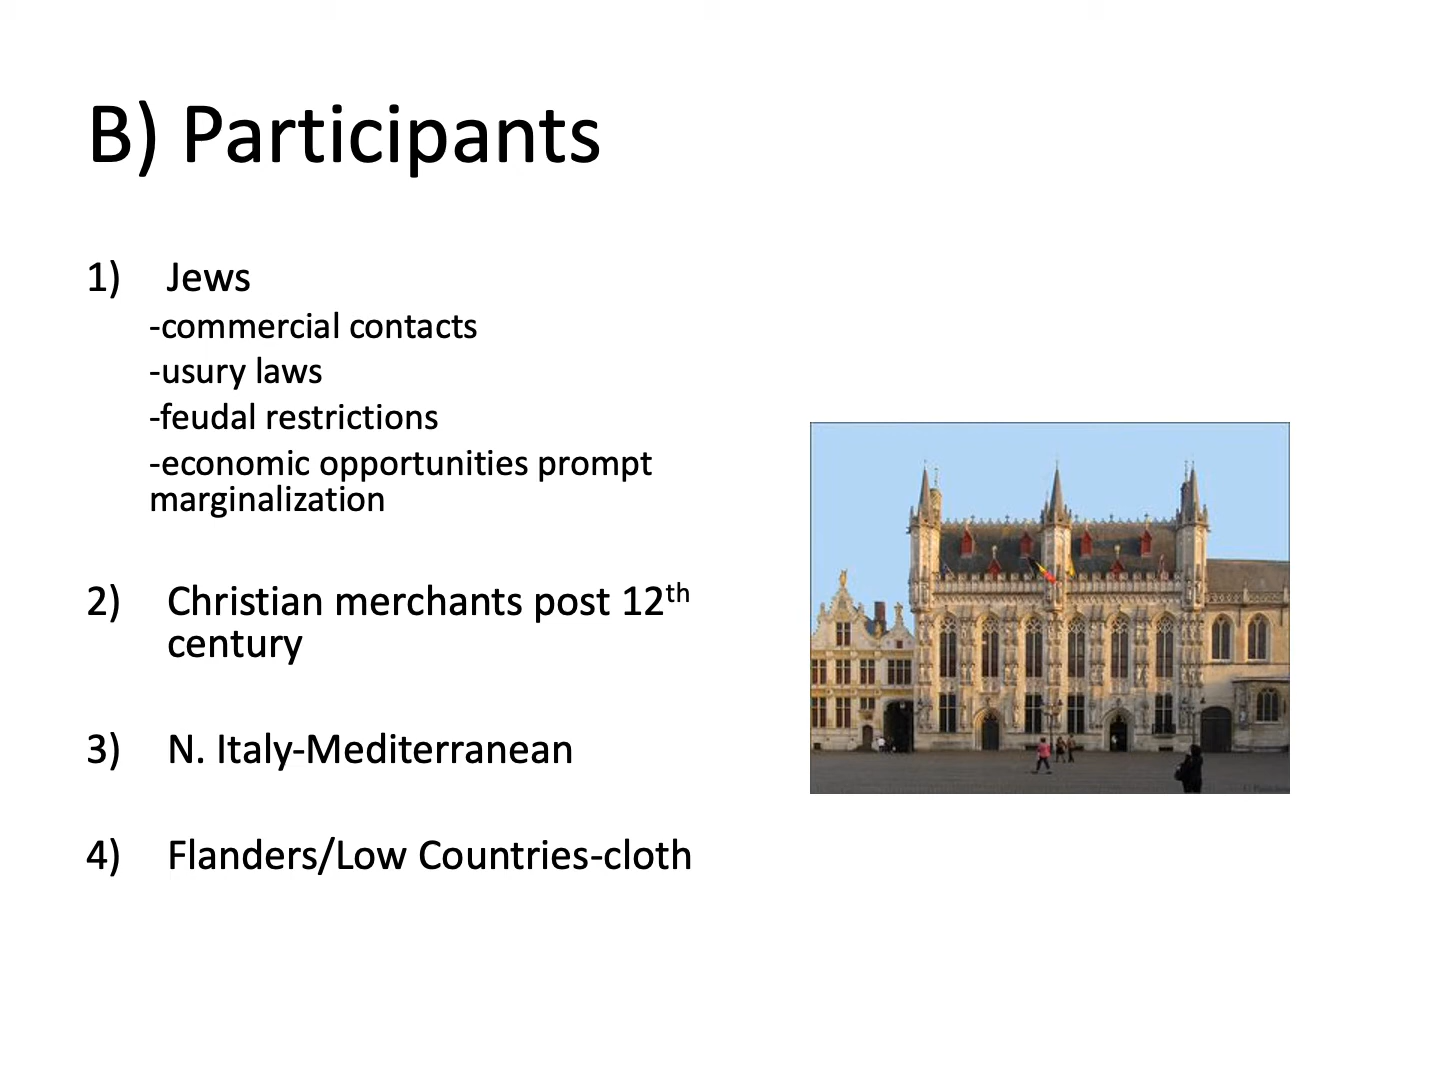 B) Participants
1) Jews
-commercial contacts
-usury laws
-feudal restrictions
-economic opportunities prompt
marginalization
2) Christian merchants post 12th
century
3) N. Italy-Mediterranean
4) Flanders/Low Countries-cloth